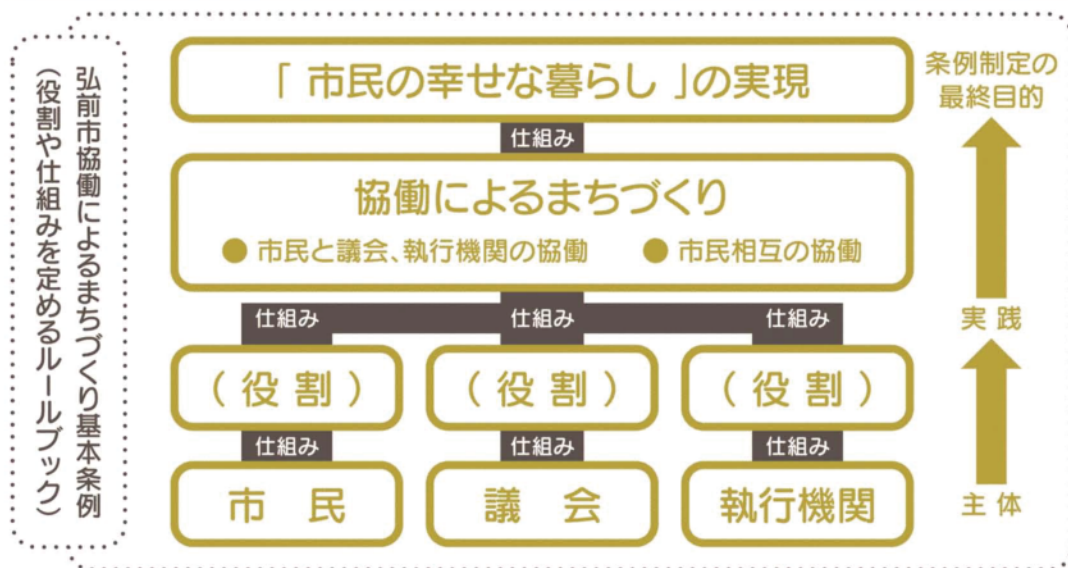 弘前市協働によるまちづくり基本条例
(役割や仕組みを定めるルールブック)
「 市民の幸せな暮らし 」の実現
仕組み
協働によるまちづくり
● 市民と議会、執行機関の協働 ● 市民相互の協働
仕組み 仕組み 仕組み
( 役 割 ) ( 役 割 ) ( 役 割 )
仕組み 仕組み 仕組み
市 民 議 会 執行機関
条例制定の
最終目的
実 践
主 体